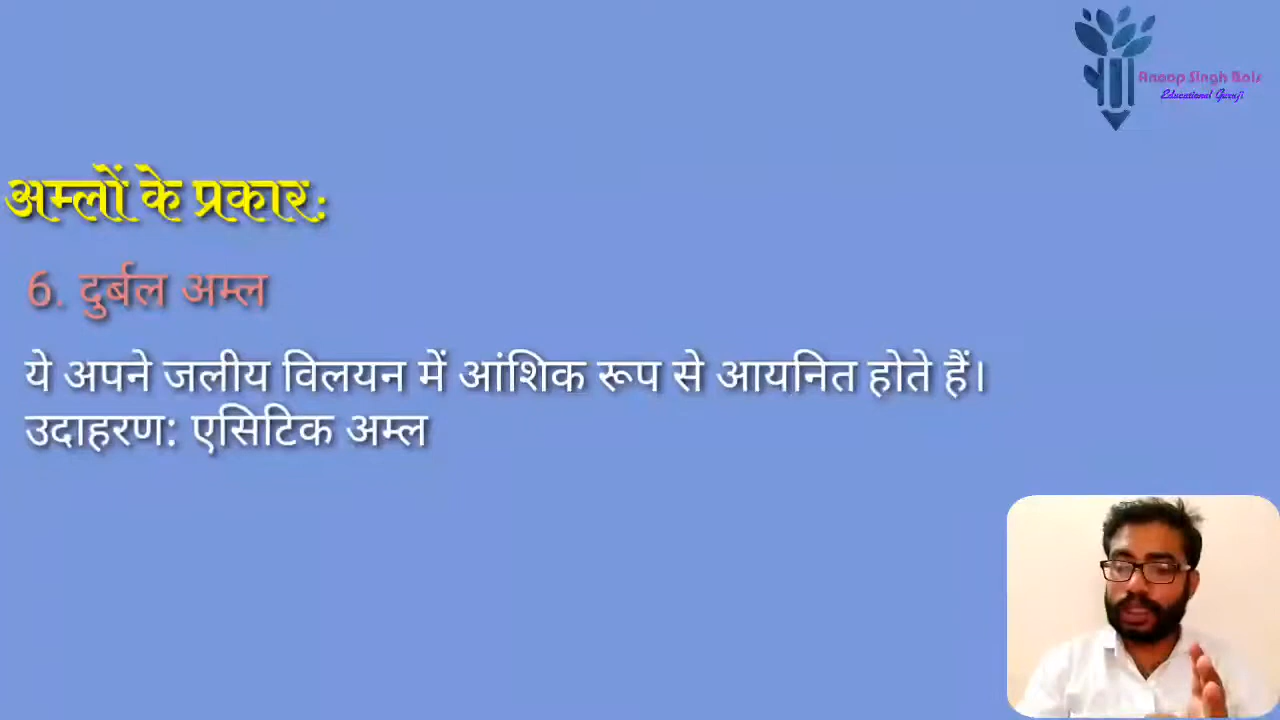 Anoop Singh Bais
Educational Guruji
अम्लों के प्रकार:
6. दुर्बल अम्ल
ये अपने जलीय विलयन में आंशिक रूप से आयनित होते हैं।
उदाहरण: एसिटिक अम्ल